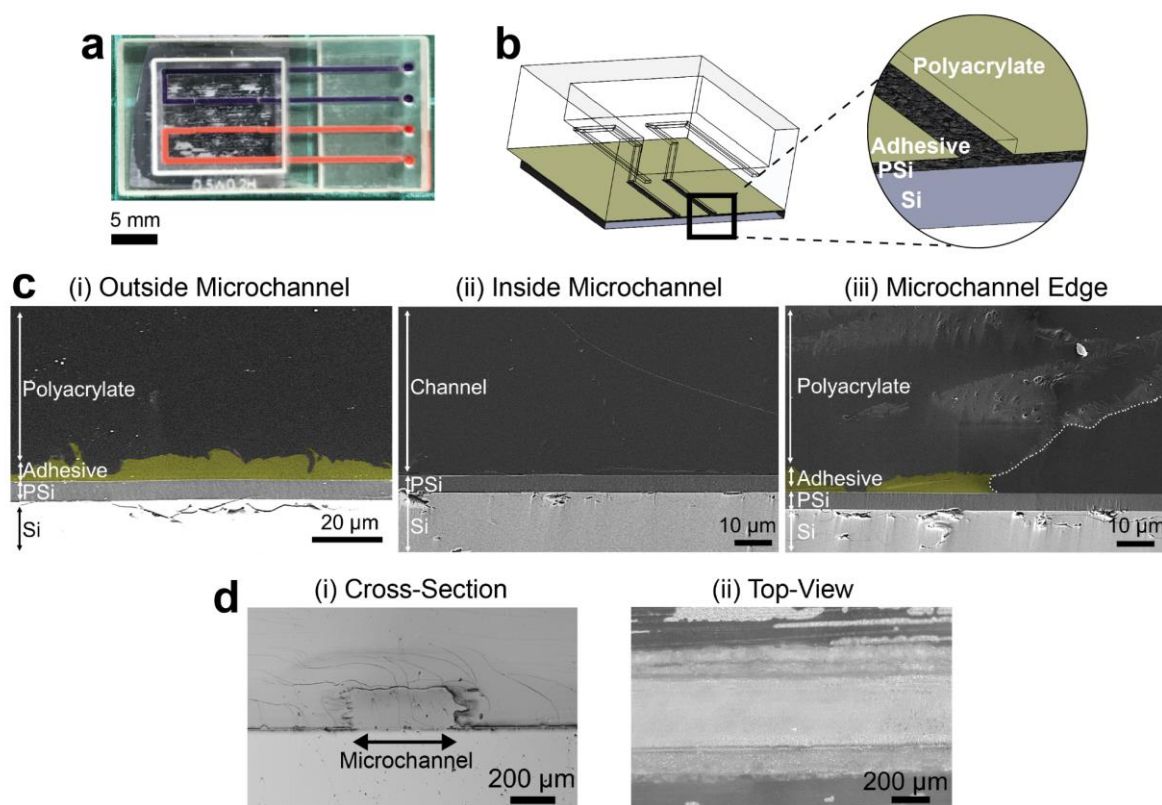 a
5 mm
0.5W0.2H
b
Polyacrylate
Adhesive
PSi
Si
c
(i) Outside Microchannel
(ii) Inside Microchannel
(iii) Microchannel Edge
Polyacrylate
Adhesive
PSi
Si
20 µm
Channel
PSi
Si
10 µm
Polyacrylate
Adhesive
PSi
Si
10 µm
d
(i) Cross-Section
(ii) Top-View
Microchannel
200 µm
200 µm